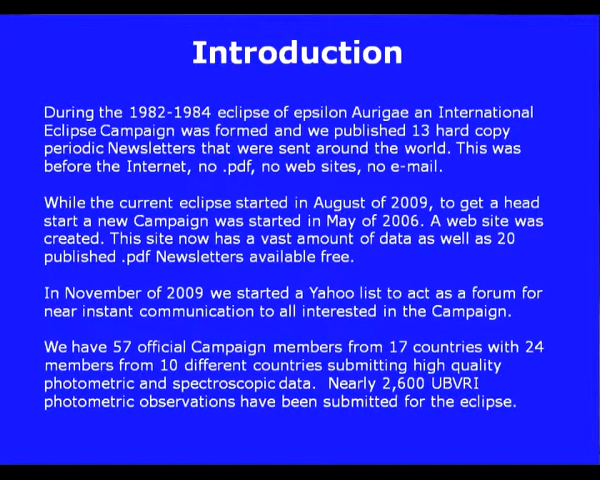 Introduction
During the 1982-1984 eclipse of epsilon Aurigae an International
Eclipse Campaign was formed and we published 13 hard copy
periodic Newsletters that were sent around the world. This was
before the Internet, no .pdf, no web sites, no e-mail.
While the current eclipse started in August of 2009, to get a head
start a new Campaign was started in May of 2006. A web site was
created. This site now has a vast amount of data as well as 20
published .pdf Newsletters available free.
In November of 2009 we started a Yahoo list to act as a forum for
near instant communication to all interested in the Campaign.
We have 57 official Campaign members from 17 countries with 24
members from 10 different countries submitting high quality
photometric and spectroscopic data. Nearly 2,600 UBVRI
photometric observations have been submitted for the eclipse.